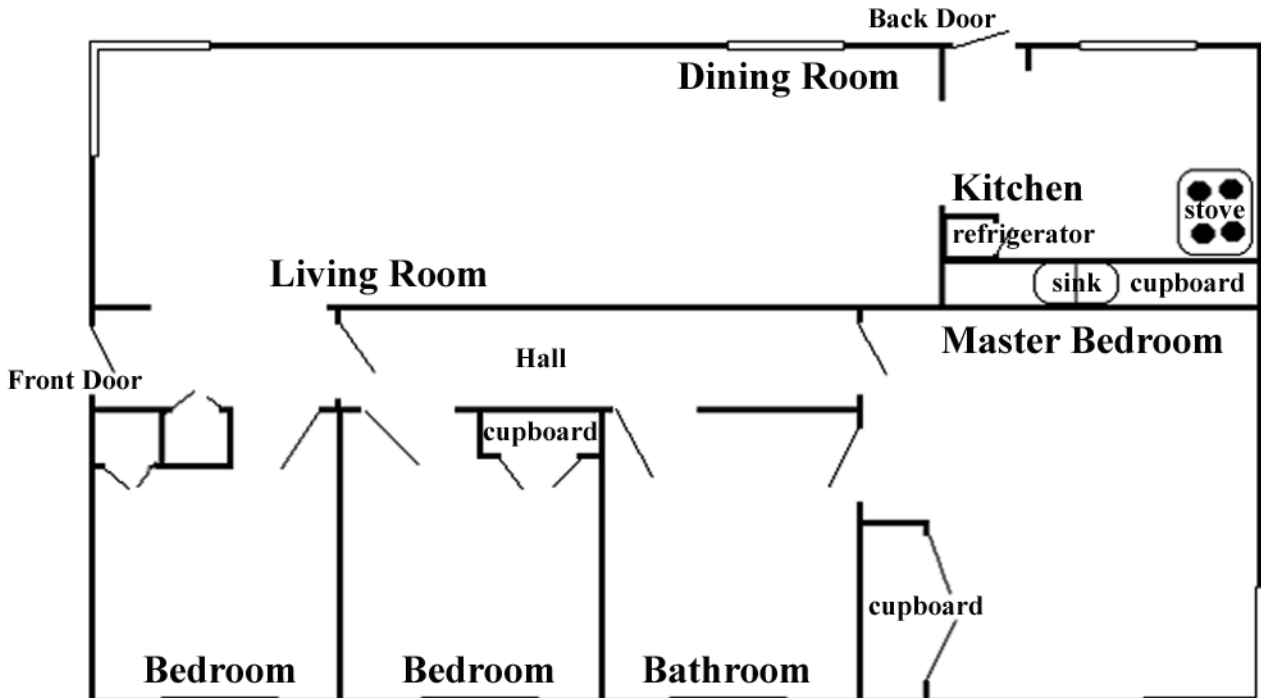 Back Door
Dining Room
Kitchen
stove
refrigerator
Living Room
sink cupboard
Master Bedroom
Hall
Front Door
cupboard
cupboard
Bedroom Bedroom Bathroom